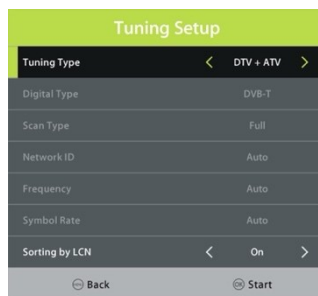 Tuning Setup
Tuning Type < DTV + ATV >
Digital Type DVB-T
Scan Type Full
Network ID Auto
Frequency Auto
Symbol Rate Auto
Sorting by LCN < On >
Back OK Start